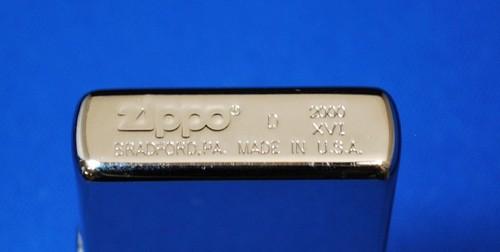 Zippo® D 2000
XVI
BRADFORD, PA. MADE IN U.S.A.